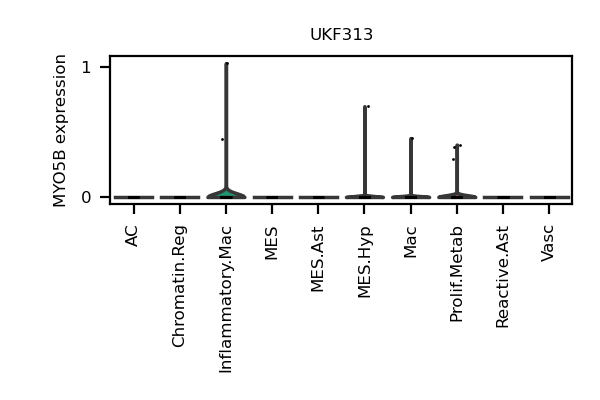 UKF313
MYO5B expression
1
0
AC
Chromatin.Reg
Inflammatory.Mac
MES
MES.Ast
MES.Hyp
Mac
Prolif.Metab
Reactive.Ast
Vasc